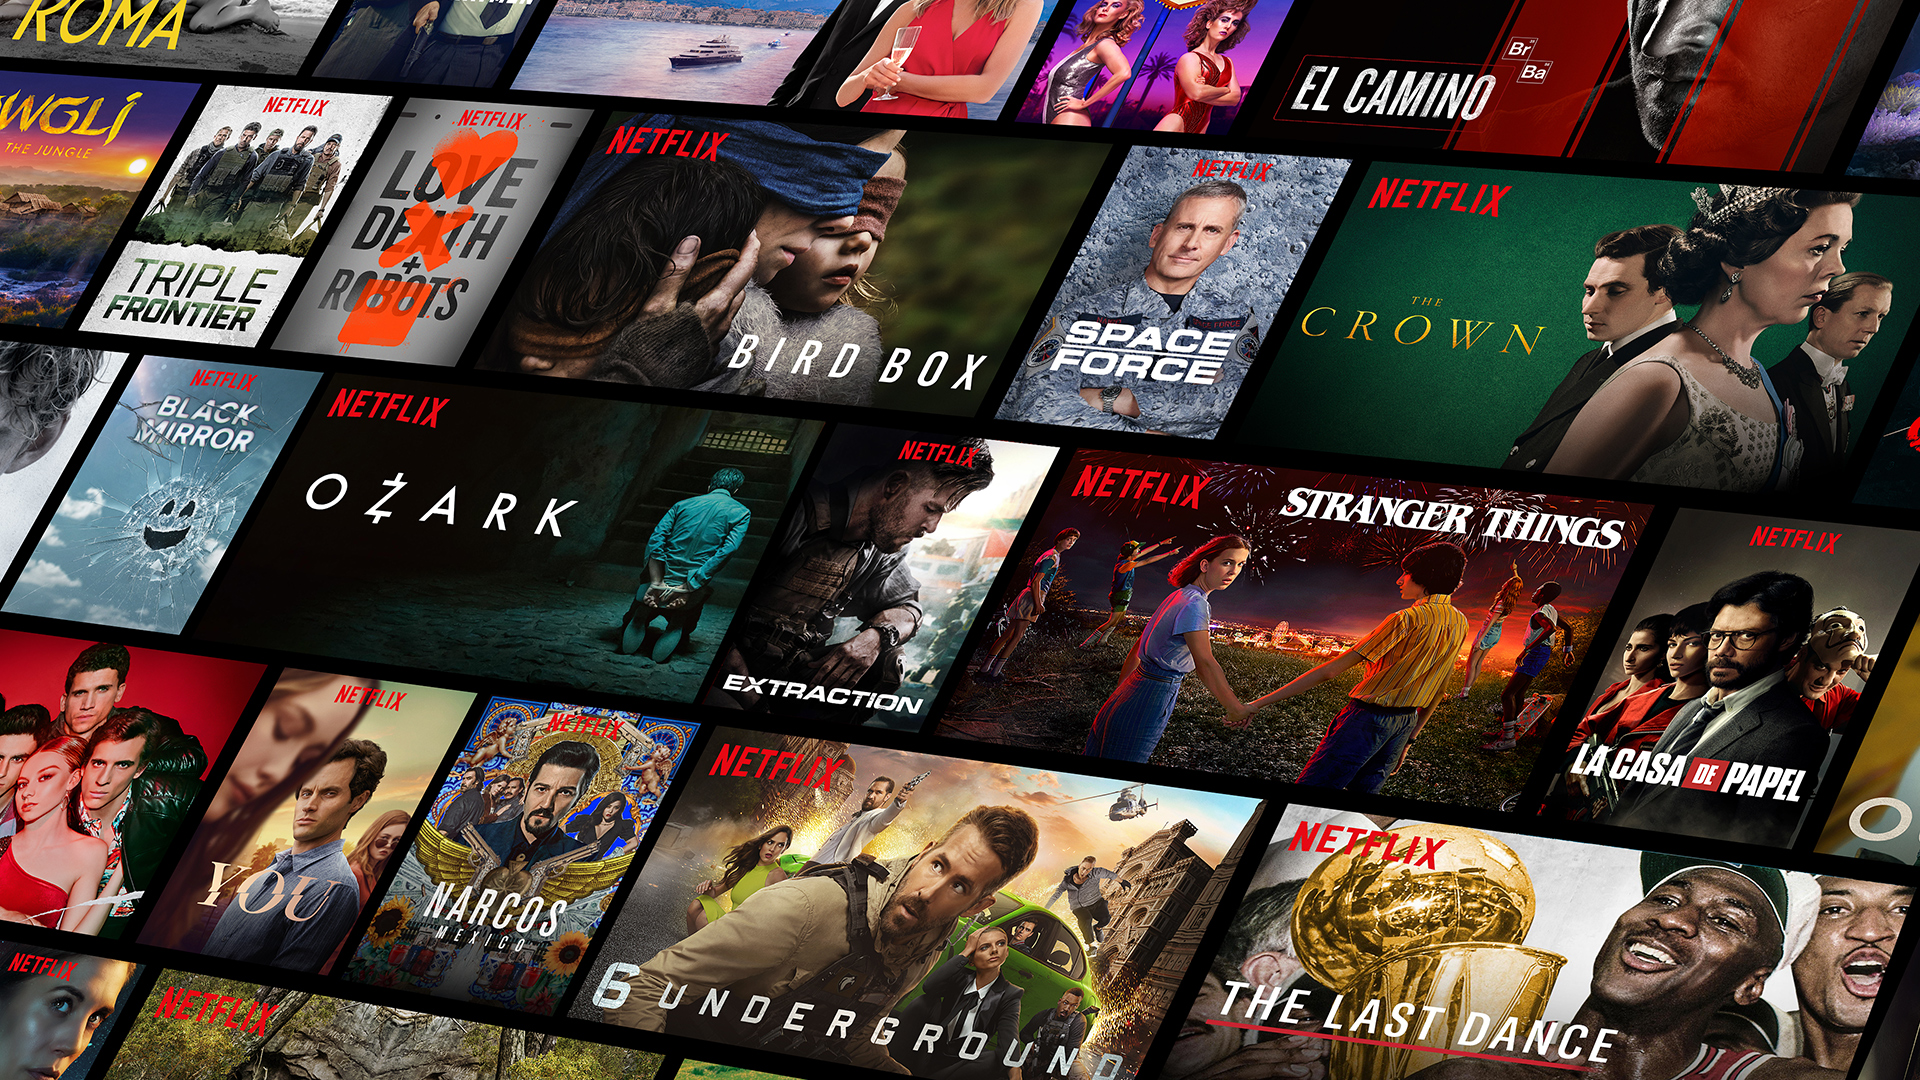 ROMA
Br
Ba
EL CAMINO
WGLi
THE JUNGLE
NETFLIX
TRIPLE
FRONTIER
NETFLIX
LOVE
DEATH
+
ROBOTS
NETFLIX
BIRD BOX
NETFLIX
SPACE
FORCE
NETFLIX
THE
CROWN
NETFLIX
BLACK
MIRROR
NETFLIX
OZARK
NETFLIX
EXTRACTION
NETFLIX
STRANGER THINGS
NETFLIX
LA CASA DE PAPEL
NETFLIX
YOU
NETFLIX
NARCOS
MEXICO
NETFLIX
6 UNDERGROUND
NETFLIX
THE LAST DANCE
O
NETFLIX
NETFLIX